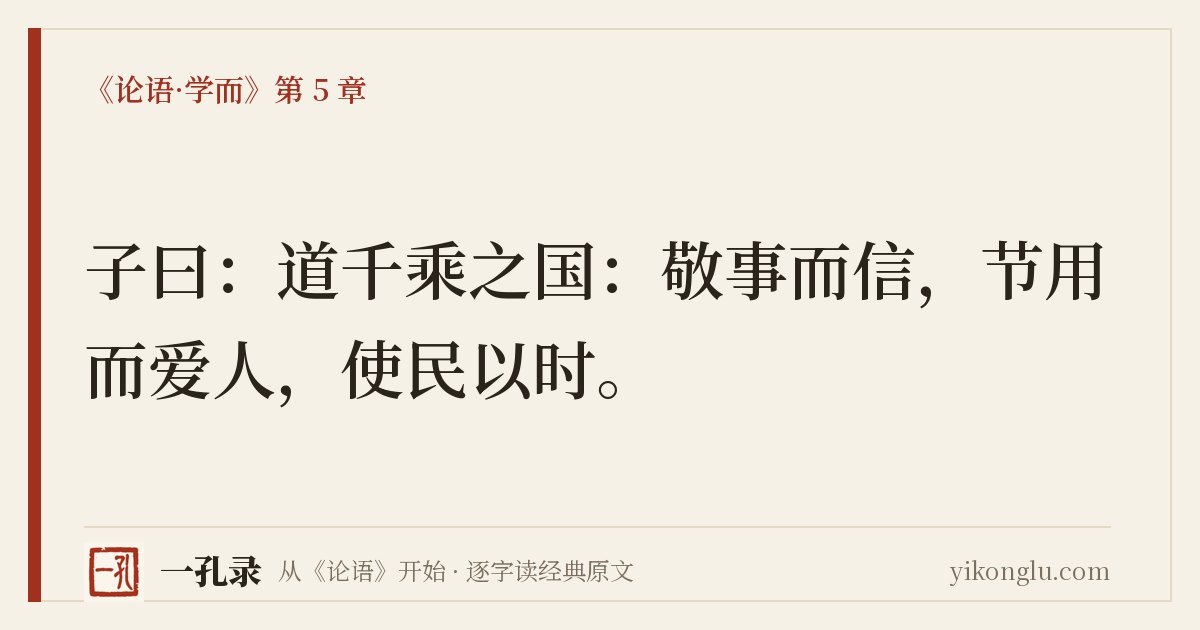 《论语·学而》第 5 章
子曰：道千乘之国：敬事而信，节用
而爱人，使民以时。
一孔
一孔录 从《论语》开始 · 逐字读经典原文 yikonglu.com